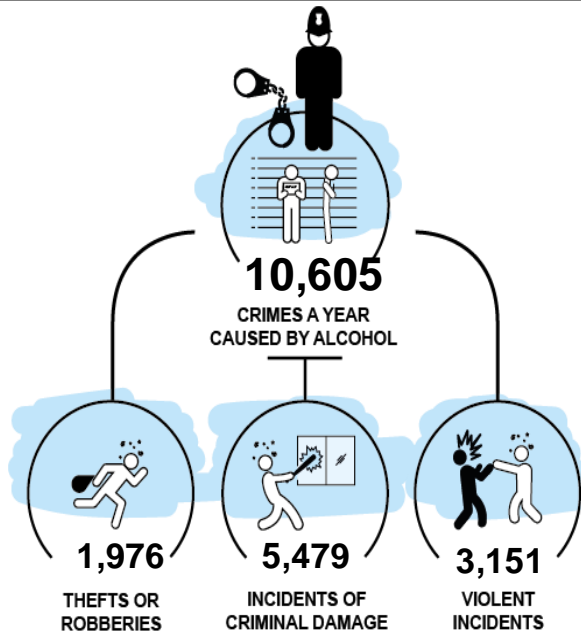 10,605
CRIMES A YEAR
CAUSED BY ALCOHOL
1,976
THEFTS OR
ROBBERIES
5,479
INCIDENTS OF
CRIMINAL DAMAGE
3,151
VIOLENT
INCIDENTS